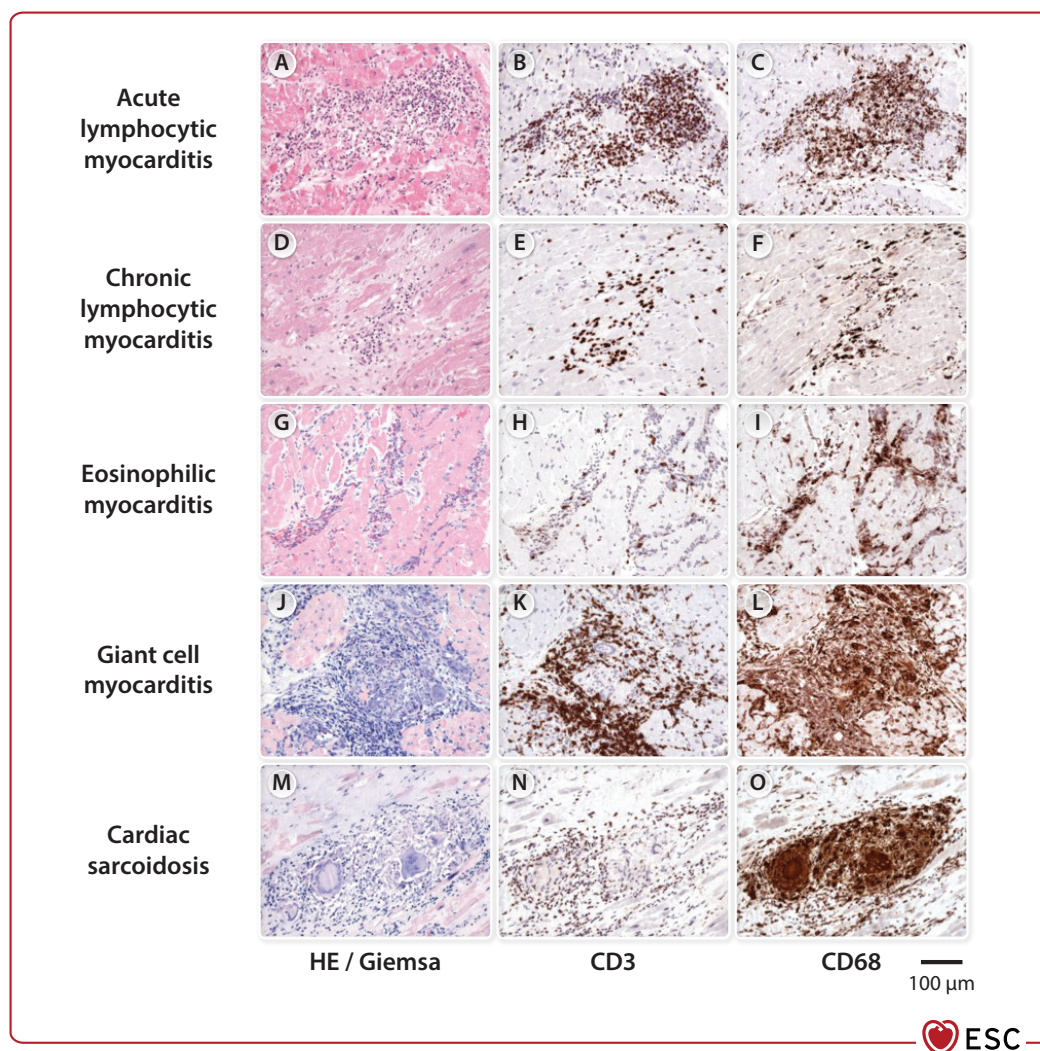 Acute
lymphocytic
myocarditis
A
B
C
Chronic
lymphocytic
myocarditis
D
E
F
Eosinophilic
myocarditis
G
H
I
Giant cell
myocarditis
J
K
L
Cardiac
sarcoidosis
M
N
O
HE / Giemsa
CD3
CD68
100 µm
ESC